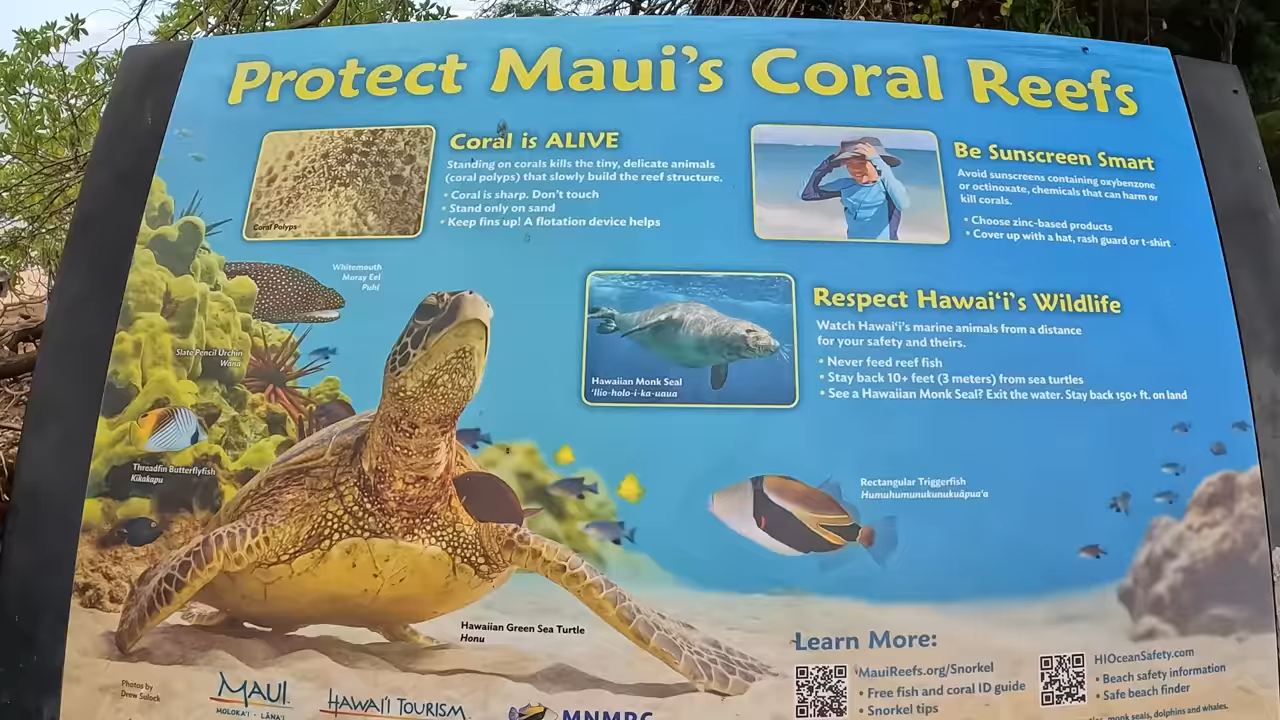 Protect Maui's Coral Reefs
Coral Polyps
Coral is ALIVE
Standing on corals kills the tiny, delicate animals
(coral polyps) that slowly build the reef structure.
• Coral is sharp. Don't touch
• Stand only on sand
• Keep fins up! A flotation device helps
Be Sunscreen Smart
Avoid sunscreens containing oxybenzone
or octinoxate, chemicals that can harm or
kill corals.
• Choose zinc-based products
• Cover up with a hat, rash guard or t-shirt
Whitemouth
Moray Eel
Puhi
Hawaiian Monk Seal
'Ilio-holo-i-ka-uaua
Respect Hawai'i's Wildlife
Watch Hawai'i's marine animals from a distance
for your safety and theirs.
• Never feed reef fish
• Stay back 10+ feet (3 meters) from sea turtles
• See a Hawaiian Monk Seal? Exit the water. Stay back 150+ ft. on land
Slate Pencil Urchin
Wana
Threadfin Butterflyfish
Kikakapu
Rectangular Triggerfish
Humuhumunukunukuāpua'a
Hawaiian Green Sea Turtle
Honu
Photos by
Drew Sulock
MAUI
MOLOKA'I • LĀNA'I
HAWAI'I TOURISM
MNMRC
Learn More:
MauiReefs.org/Snorkel
• Free fish and coral ID guide
• Snorkel tips
HIOceanSafety.com
• Beach safety information
• Safe beach finder
monk seals, dolphins and whales.